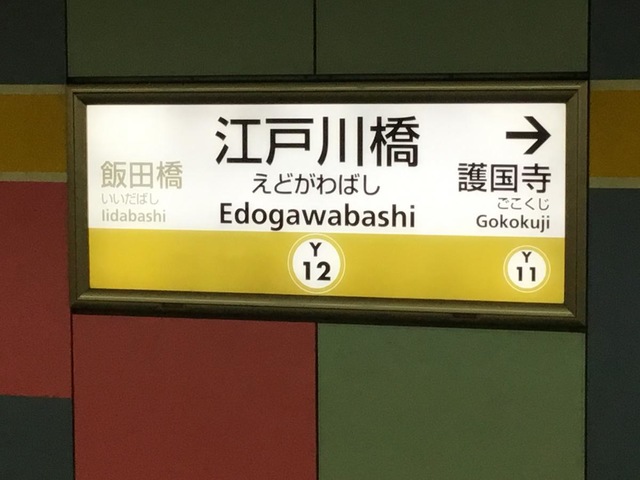 江戸川橋
えどがわばし
Edogawabashi
Y
12
飯田橋
いいだばし
Iidabashi
→
護国寺
ごこくじ
Gokokuji
Y
11